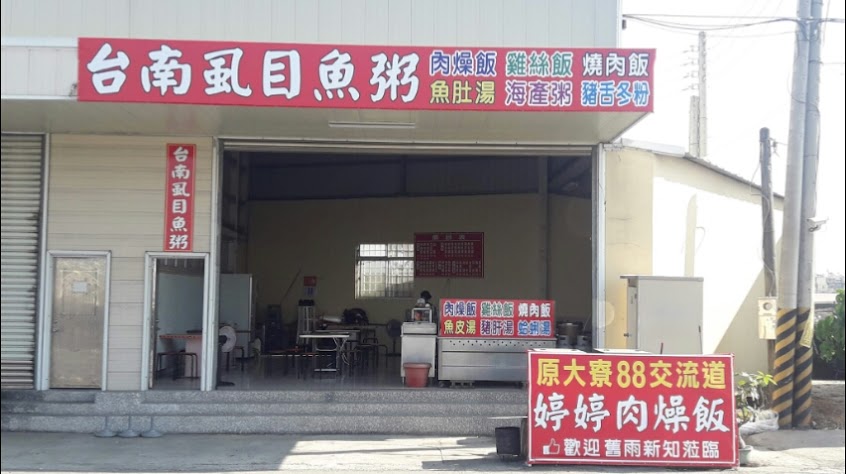 台南虱目魚粥
肉燥飯 雞絲飯 燒肉飯
魚肚湯 海產粥 豬舌冬粉
台南虱目魚粥
肉燥飯 雞絲飯 燒肉飯
魚皮湯 豬肝湯 蛤蜊湯
原大寮88交流道
婷婷肉燥飯
歡迎舊雨新知蒞臨